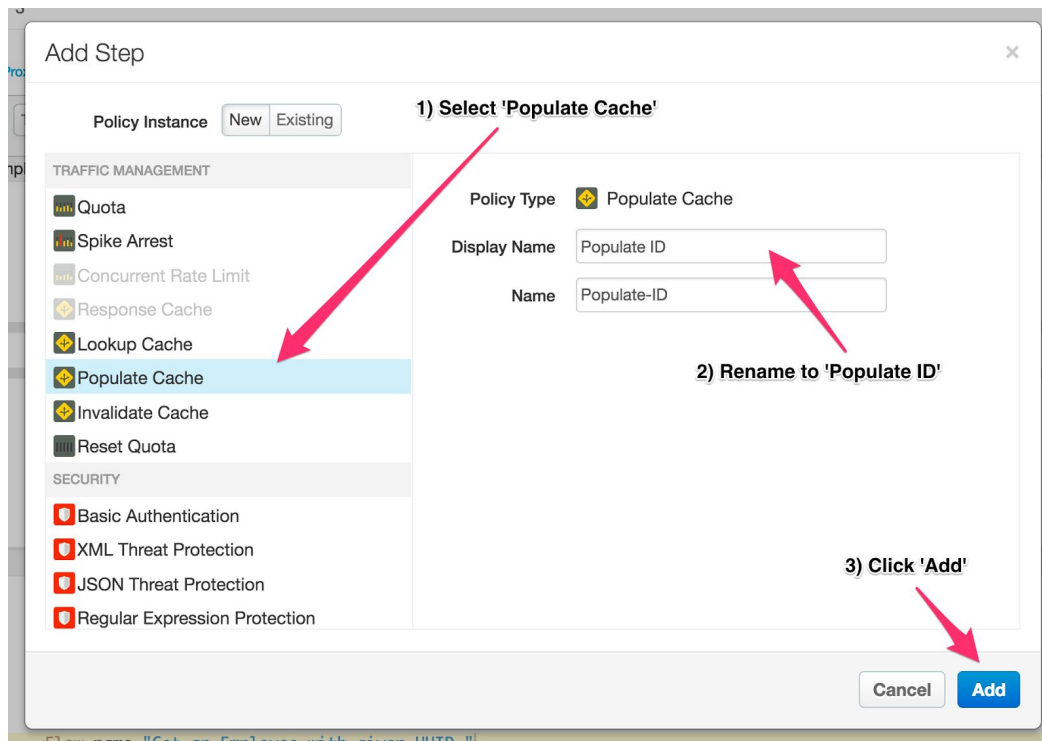 Add Step
×
1) Select 'Populate Cache'
Policy Instance New Existing
TRAFFIC MANAGEMENT
Quota
Spike Arrest
Concurrent Rate Limit
Response Cache
Lookup Cache
Populate Cache
Invalidate Cache
Reset Quota
SECURITY
Basic Authentication
XML Threat Protection
JSON Threat Protection
Regular Expression Protection
Policy Type Populate Cache
Display Name Populate ID
Name Populate-ID
2) Rename to 'Populate ID'
3) Click 'Add'
Cancel Add